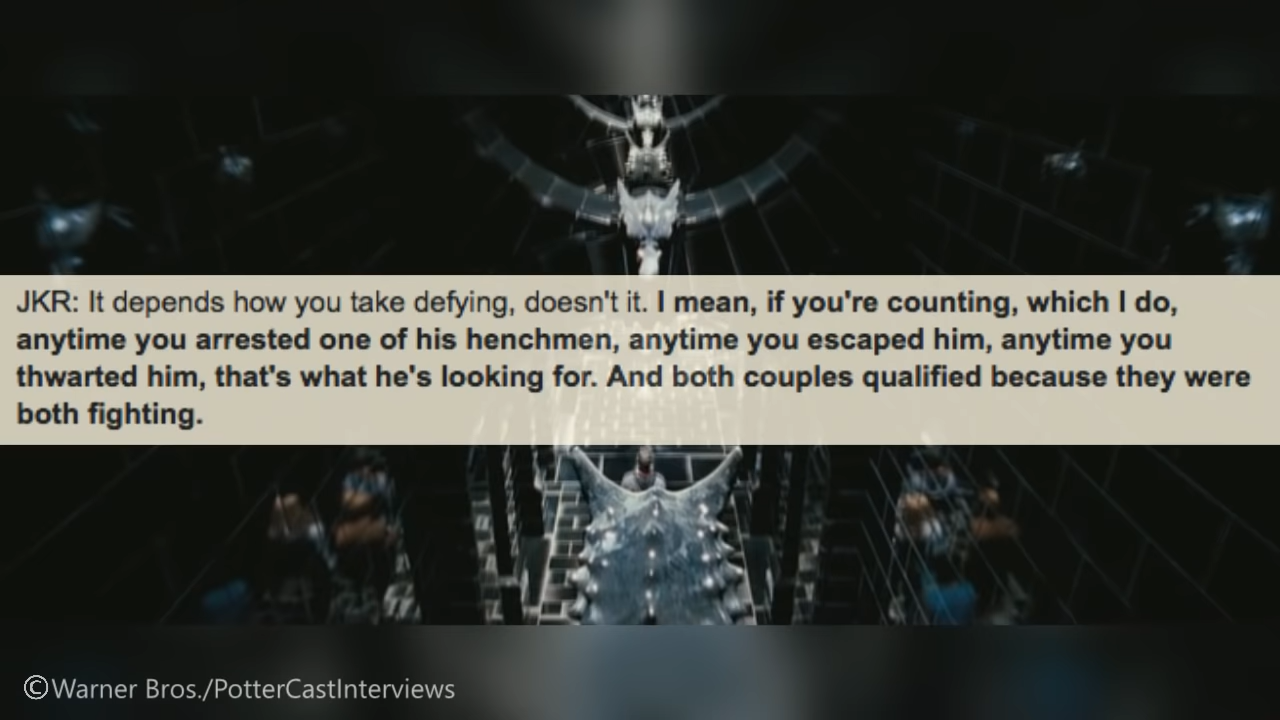 JKR: It depends how you take defying, doesn't it. I mean, if you're counting, which I do,
anytime you arrested one of his henchmen, anytime you escaped him, anytime you
thwarted him, that's what he's looking for. And both couples qualified because they were
both fighting.
©Warner Bros./PotterCastInterviews